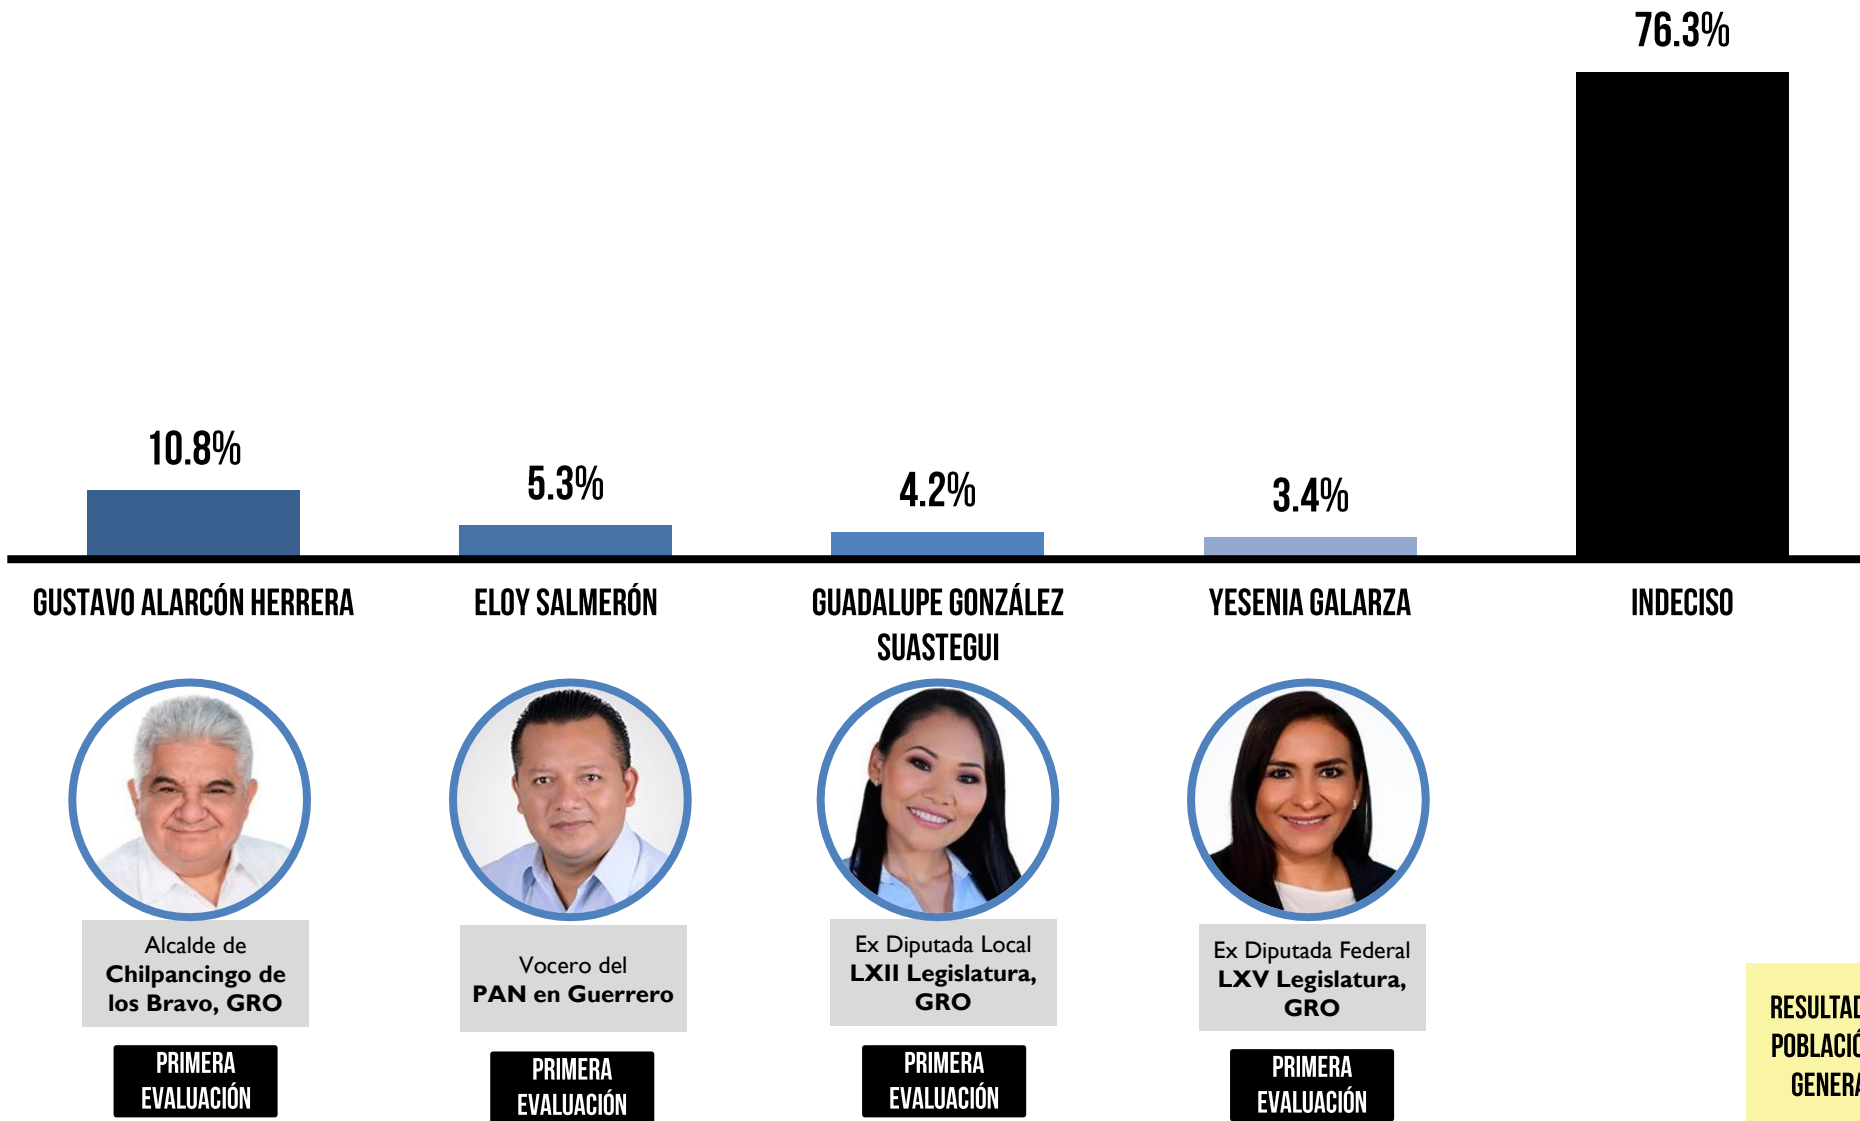 76.3%
10.8%
5.3%
4.2%
3.4%
GUSTAVO ALARCÓN HERRERA
ELOY SALMERÓN
GUADALUPE GONZÁLEZ
SUASTEGUI
YESENIA GALARZA
INDECISO
Alcalde de
Chilpancingo de
los Bravo, GRO
Vocero del
PAN en Guerrero
Ex Diputada Local
LXII Legislatura,
GRO
Ex Diputada Federal
LXV Legislatura,
GRO
PRIMERA
EVALUACIÓN
PRIMERA
EVALUACIÓN
PRIMERA
EVALUACIÓN
PRIMERA
EVALUACIÓN